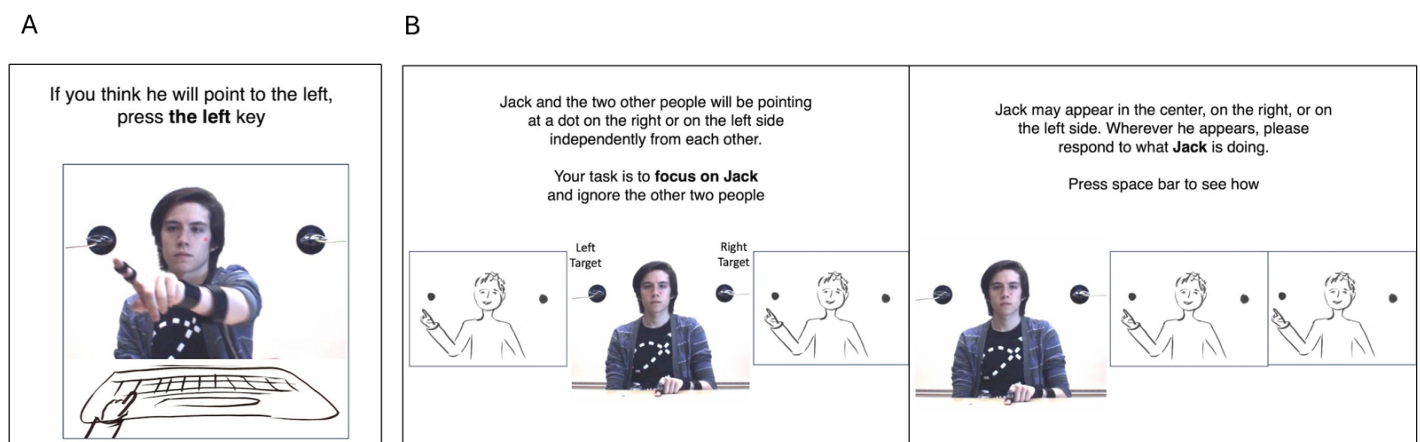 A
B
If you think he will point to the left,
press the left key
Jack and the two other people will be pointing
at a dot on the right or on the left side
independently from each other.
Your task is to focus on Jack
and ignore the other two people
Left
Target
Right
Target
Jack may appear in the center, on the right, or on
the left side. Wherever he appears, please
respond to what Jack is doing.
Press space bar to see how